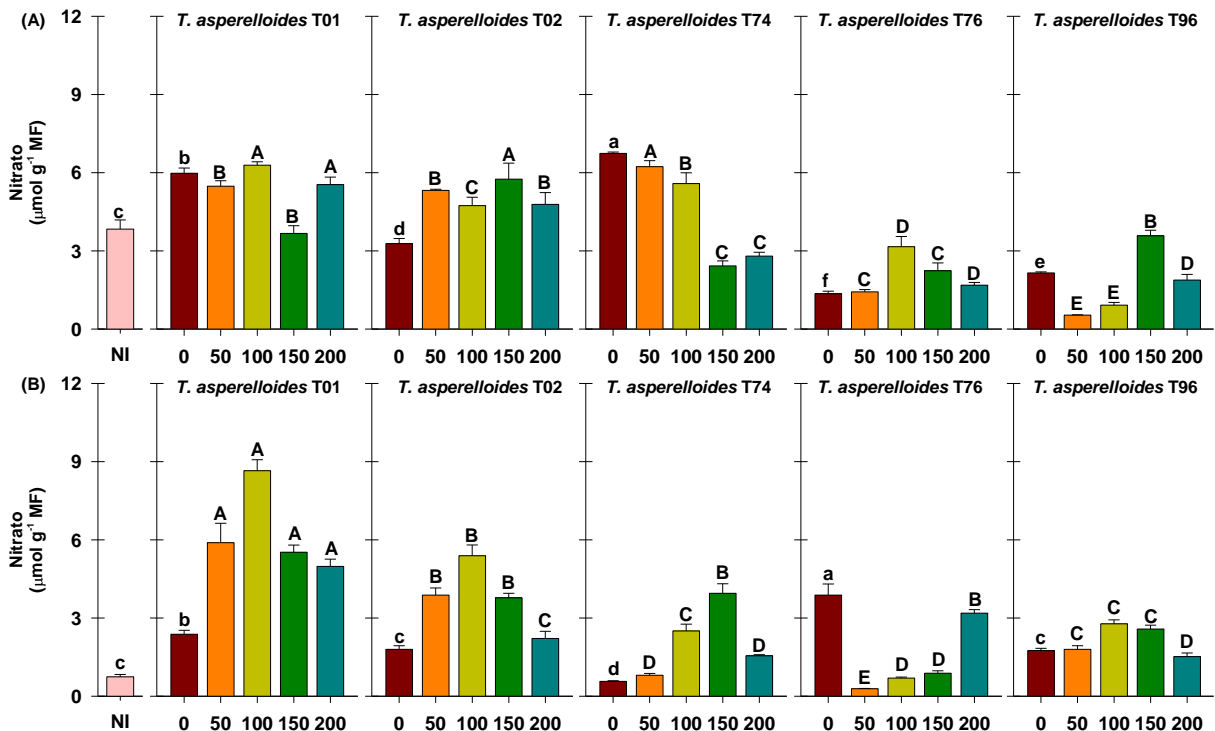 (A) T. asperelloides T01 T. asperelloides T02 T. asperelloides T74 T. asperelloides T76 T. asperelloides T96
12
9
6
3
0
Nitrato
(μmol g⁻¹ MF)
c
b B A B A
d B C A B
a A B C C
f C D C D
e E E B D
NI 0 50 100 150 200 0 50 100 150 200 0 50 100 150 200 0 50 100 150 200 0 50 100 150 200
(B) T. asperelloides T01 T. asperelloides T02 T. asperelloides T74 T. asperelloides T76 T. asperelloides T96
12
9
6
3
0
Nitrato
(μmol g⁻¹ MF)
c
b A A A A
c B B B C
d D C B D
a E D D B
c C C C D
NI 0 50 100 150 200 0 50 100 150 200 0 50 100 150 200 0 50 100 150 200 0 50 100 150 200